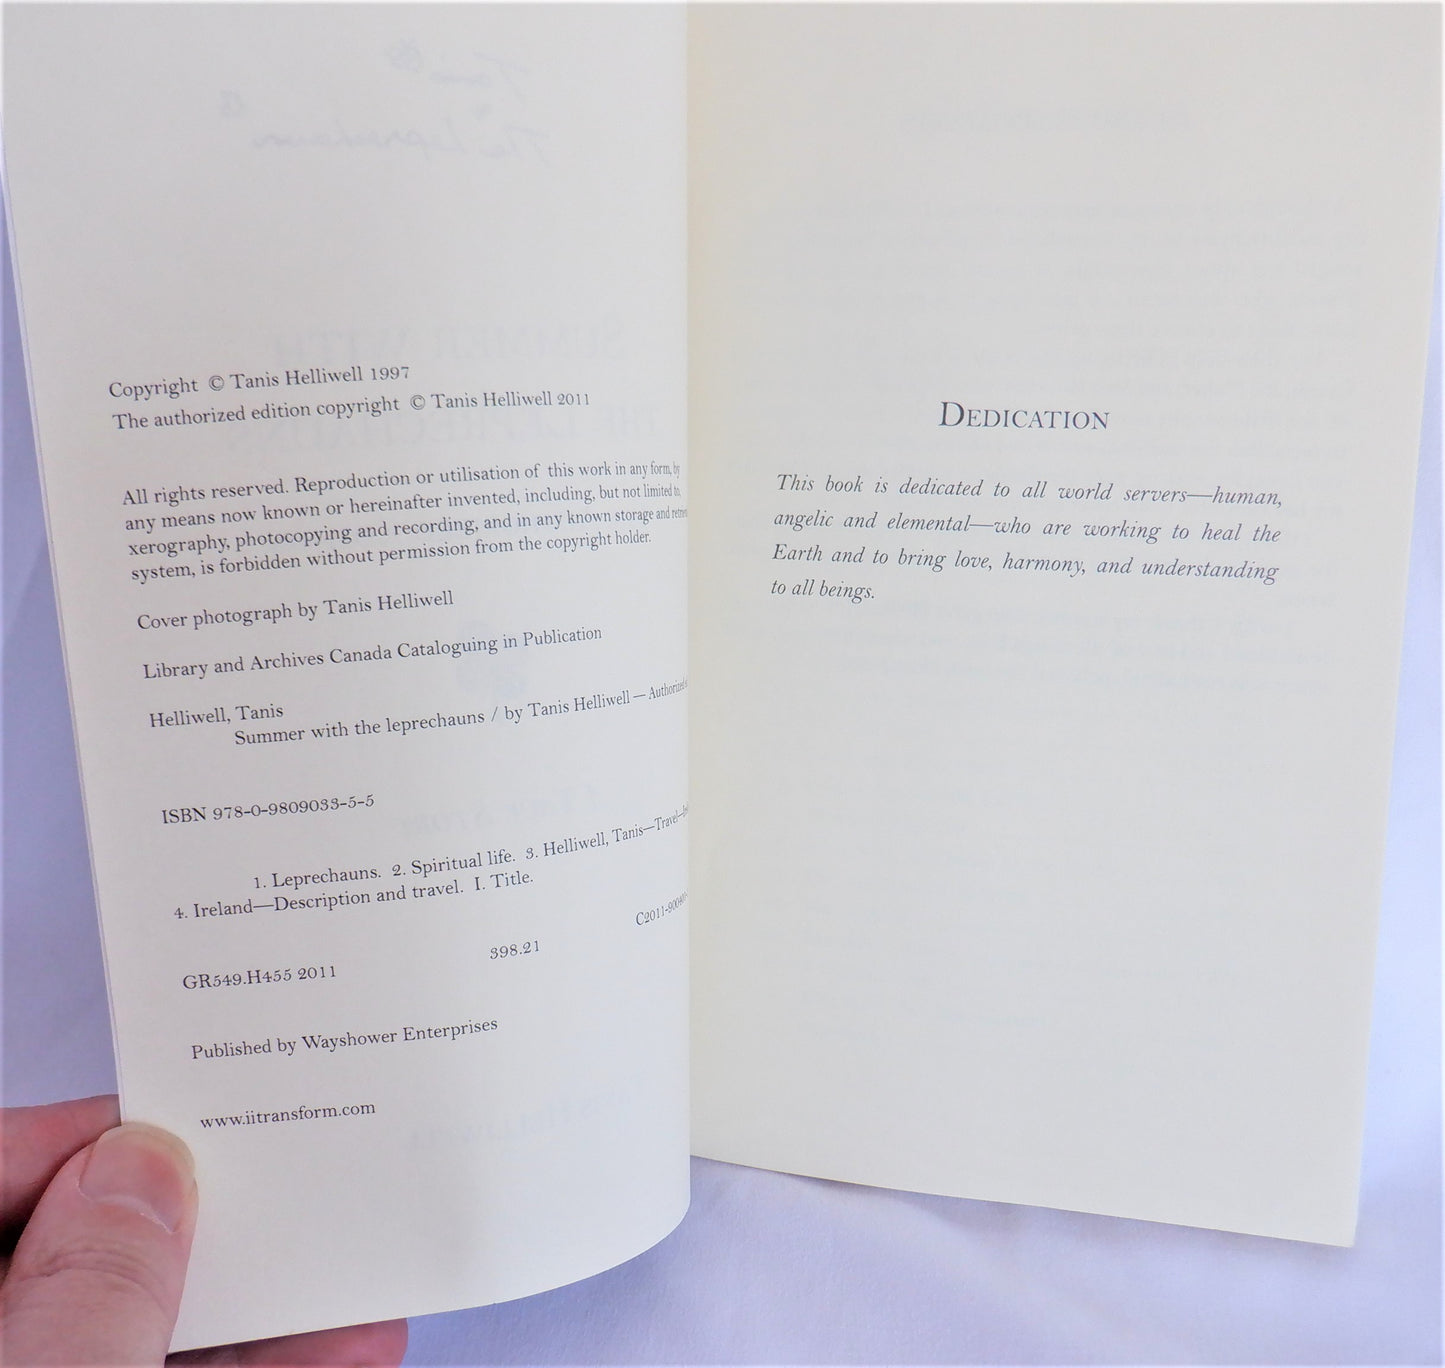 Copyright © Tanis Helliwell 1997
The authorized edition copyright © Tanis Helliwell 2011
All rights reserved. Reproduction or utilisation of this work in any form, by
any means now known or hereinafter invented, including, but not limited to,
xerography, photocopying and recording, and in any known storage and
system, is forbidden without permission from the copyright holder.
Cover photograph by Tanis Helliwell
Library and Archives Canada Cataloguing in Publication
Helliwell, Tanis
Summer with the leprechauns / by Tanis Helliwell — Authorized
ISBN 978-0-9809033-5-5
1. Leprechauns. 2. Spiritual life. 3. Helliwell, Tanis—Travel—
4. Ireland—Description and travel. I. Title.
GR549.H455 2011 398.21
Published by Wayshower Enterprises
www.iitransform.com
DEDICATION
This book is dedicated to all world servers—human,
angelic and elemental—who are working to heal the
Earth and to bring love, harmony, and understanding
to all beings.